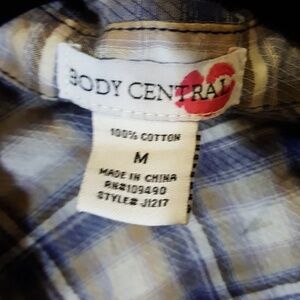 BODY CENTRAL
100% COTTON
M
MADE IN CHINA
RN#109490
STYLE# J1217